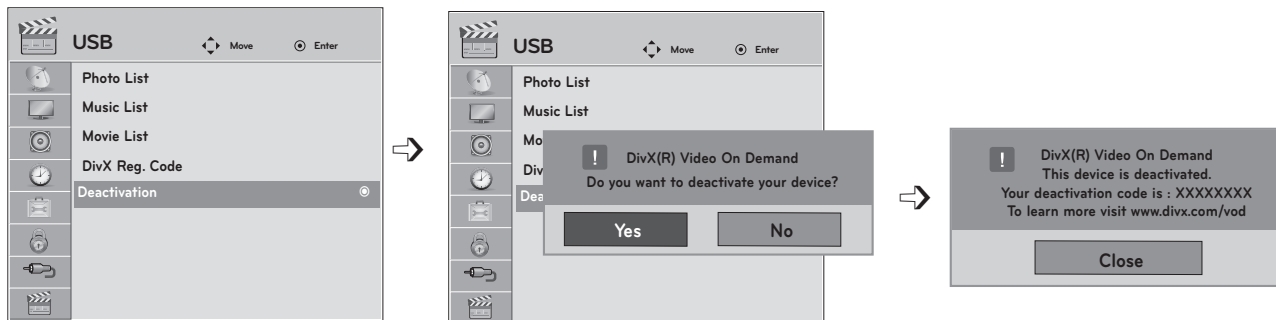 USB Move Enter
Photo List
Music List
Movie List
DivX Reg. Code
Deactivation
USB Move Enter
Photo List
Music List
Mo
Div
Dea
! DivX(R) Video On Demand
Do you want to deactivate your device?
Yes No
! DivX(R) Video On Demand
This device is deactivated.
Your deactivation code is : XXXXXXXX
To learn more visit www.divx.com/vod
Close